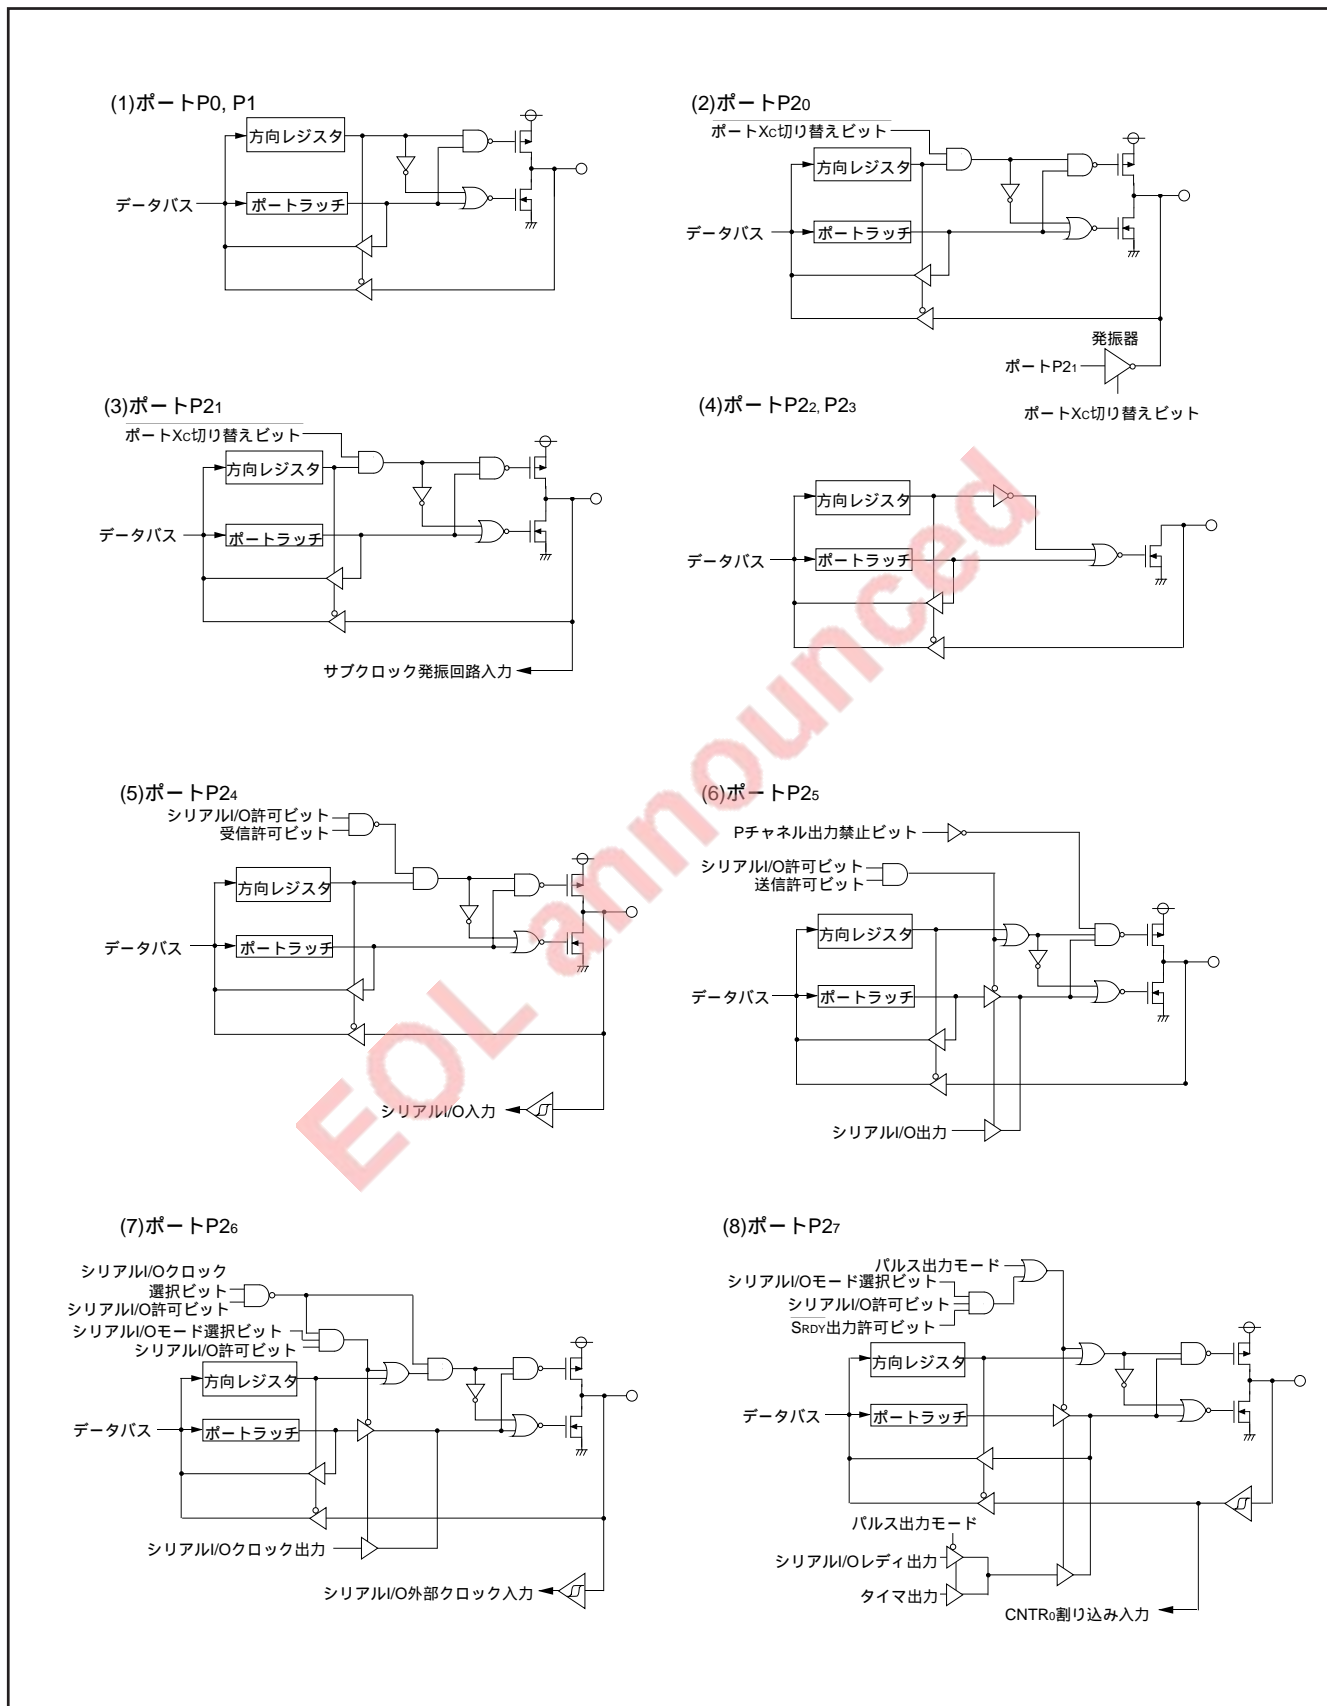 (1)ポートP0, P1
方向レジスタ
データバス
ポートラッチ
(2)ポートP20
ポートXC切り替えビット
方向レジスタ
データバス
ポートラッチ
発振器
ポートP21
ポートXC切り替えビット
(3)ポートP21
ポートXC切り替えビット
方向レジスタ
データバス
ポートラッチ
サブクロック発振回路入力
(4)ポートP22, P23
方向レジスタ
データバス
ポートラッチ
(5)ポートP24
シリアルI/O許可ビット
受信許可ビット
方向レジスタ
データバス
ポートラッチ
シリアルI/O入力
(6)ポートP25
Pチャネル出力禁止ビット
シリアルI/O許可ビット
送信許可ビット
方向レジスタ
データバス
ポートラッチ
シリアルI/O出力
(7)ポートP26
シリアルI/Oクロック
選択ビット
シリアルI/O許可ビット
シリアルI/Oモード選択ビット
シリアルI/O許可ビット
方向レジスタ
データバス
ポートラッチ
シリアルI/Oクロック出力
シリアルI/O外部クロック入力
(8)ポートP27
パルス出力モード
シリアルI/Oモード選択ビット
シリアルI/O許可ビット
SRDY出力許可ビット
方向レジスタ
データバス
ポートラッチ
パルス出力モード
シリアルI/Oレディ出力
タイマ出力
CNTR0割り込み入力
EOL announced